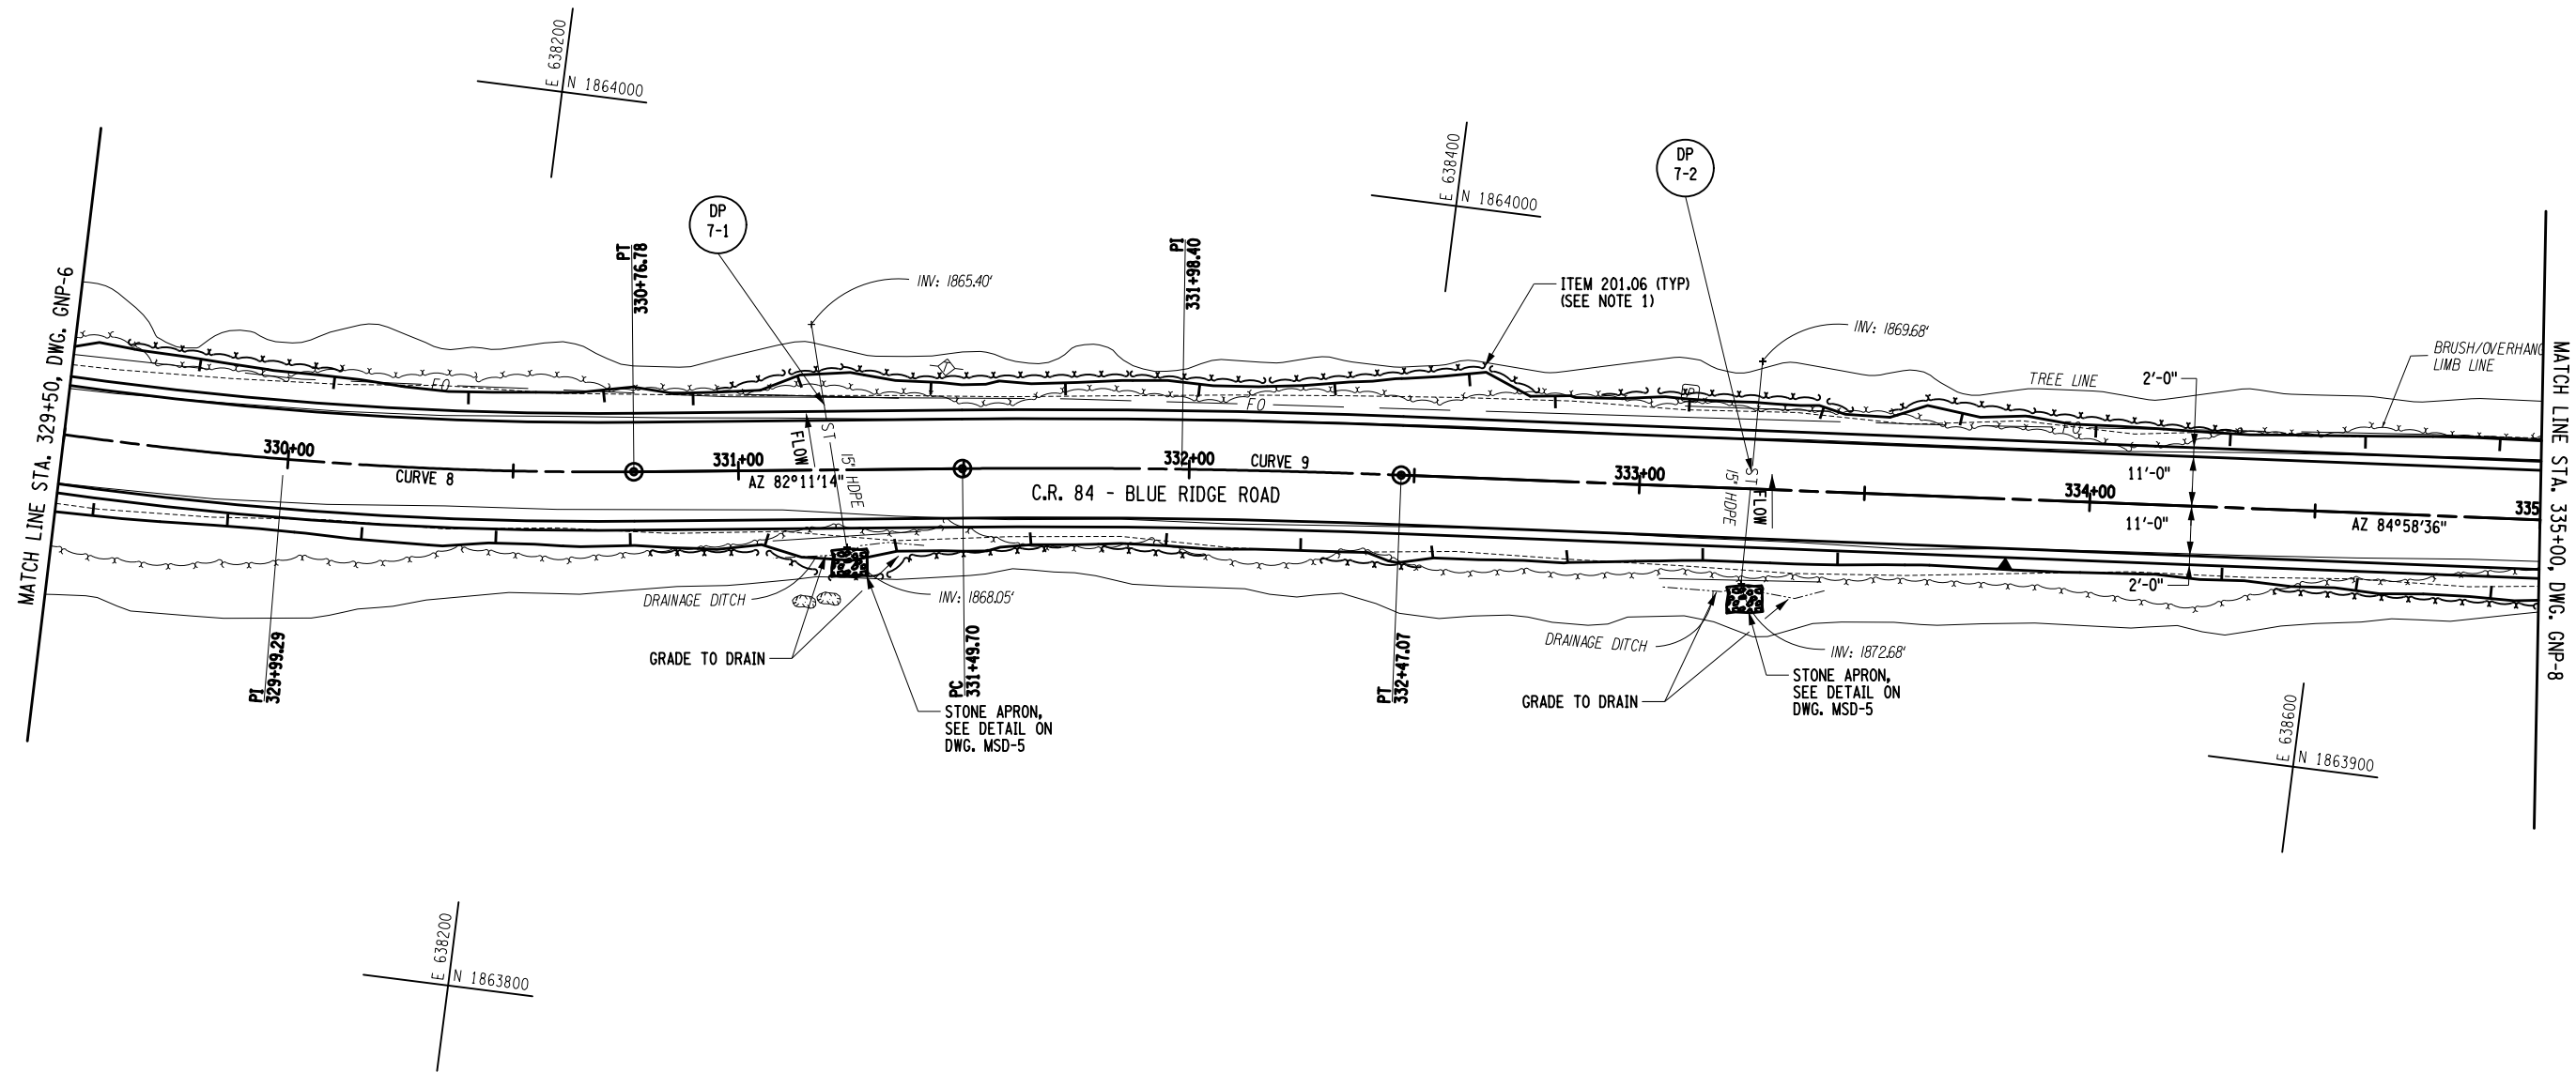 E 638200
N 1864000
E 638400
N 1864000
DP
7-1
DP
7-2
PT
330+76.78
PI
331+98.40
INV: 1865.40'
ITEM 201.06 (TYP)
(SEE NOTE 1)
INV: 1869.68'
BRUSH/OVERHANG
LIMB LINE
TREE LINE
2'-0"
MATCH LINE STA. 329+50, DWG. GNP-6
MATCH LINE STA. 335+00, DWG. GNP-8
FO
FO
FO
330+00
CURVE 8
331+00
AZ 82°11'14"
FLOW
ST
15" HDPE
332+00
CURVE 9
C.R. 84 - BLUE RIDGE ROAD
333+00
ST
15" HDPE
FLOW
334+00
11'-0"
11'-0"
335
AZ 84°58'36"
2'-0"
DRAINAGE DITCH
INV: 1868.05'
GRADE TO DRAIN
PI
329+99.29
PC
331+49.70
STONE APRON,
SEE DETAIL ON
DWG. MSD-5
PT
332+47.07
DRAINAGE DITCH
INV: 1872.68'
GRADE TO DRAIN
STONE APRON,
SEE DETAIL ON
DWG. MSD-5
E 638600
N 1863900
E 638200
N 1863800